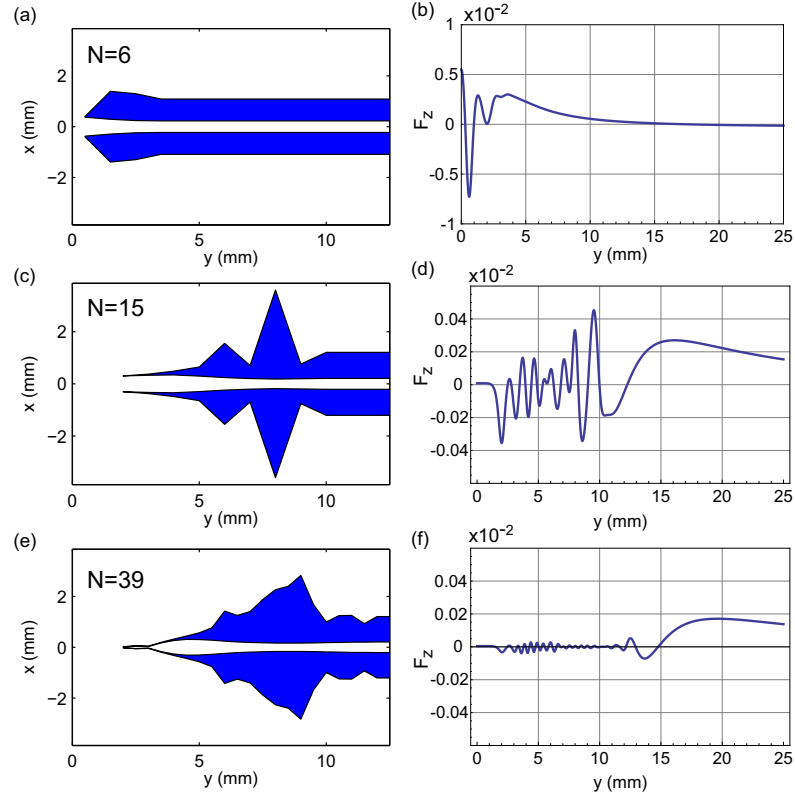 (a)
N=6
2
0
−2
x (mm)
0 5 10
y (mm)
(b)
x10⁻²
1
0.5
0
-0.5
-1
F_z
0 5 10 15 20 25
y (mm)
(c)
N=15
2
0
−2
x (mm)
0 5 10
y (mm)
(d)
x10⁻²
0.04
0.02
0
-0.02
-0.04
F_z
0 5 10 15 20 25
y (mm)
(e)
N=39
2
0
−2
x (mm)
0 5 10
y (mm)
(f)
x10⁻²
0.04
0.02
0
-0.02
-0.04
F_z
0 5 10 15 20 25
y (mm)